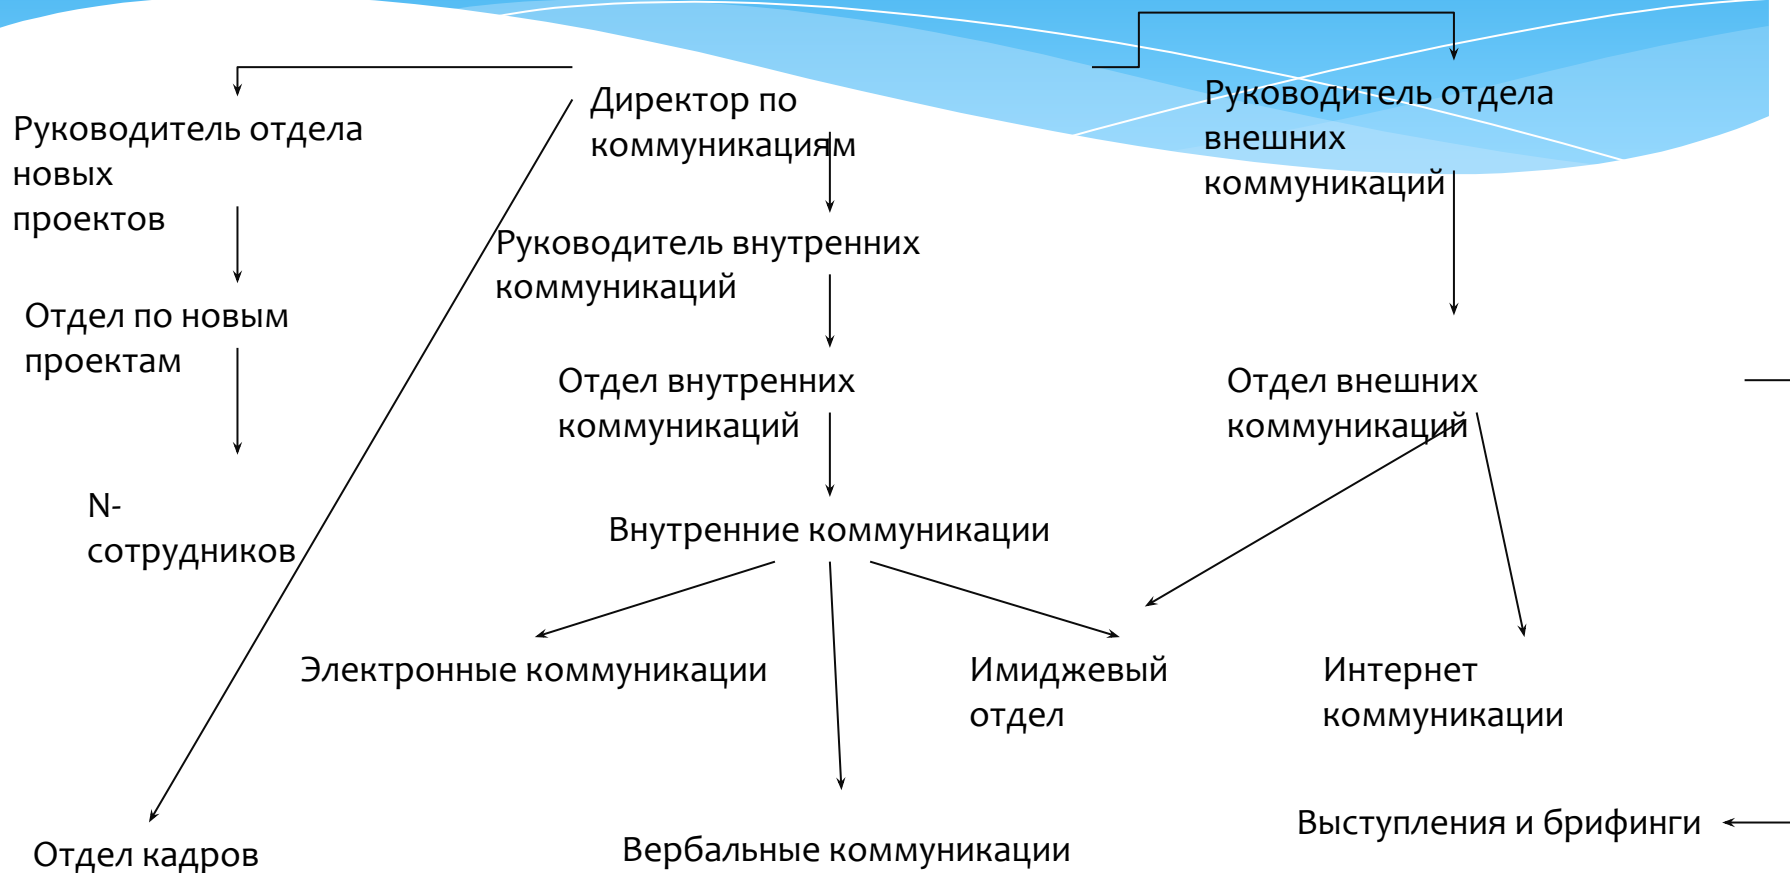 Директор по
коммуникациям
Руководитель отдела
внешних
коммуникаций
Руководитель отдела
новых
проектов
Руководитель внутренних
коммуникаций
Отдел по новым
проектам
Отдел внутренних
коммуникаций
Отдел внешних
коммуникаций
N-
сотрудников
Внутренние коммуникации
Электронные коммуникации
Имиджевый
отдел
Интернет
коммуникации
Выступления и брифинги
Отдел кадров
Вербальные коммуникации